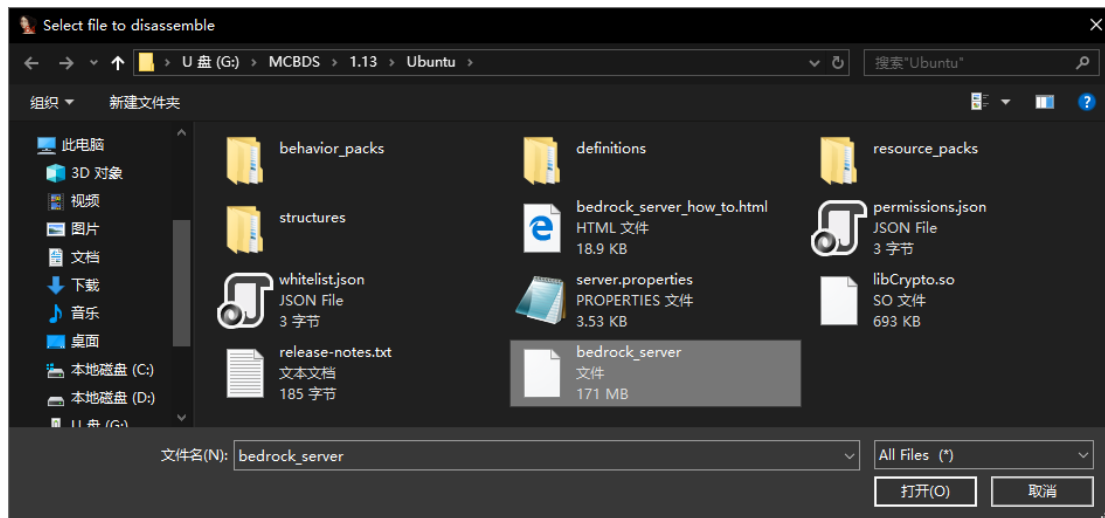 Select file to disassemble
U 盘 (G:) › MCBDS › 1.13 › Ubuntu ›
搜索"Ubuntu"
组织
新建文件夹
此电脑
3D 对象
视频
图片
文档
下载
音乐
桌面
本地磁盘 (C:)
本地磁盘 (D:)
U 盘 (G:)
behavior_packs
definitions
resource_packs
structures
bedrock_server_how_to.html
HTML 文件
18.9 KB
permissions.json
JSON File
3 字节
whitelist.json
JSON File
3 字节
server.properties
PROPERTIES 文件
3.53 KB
libCrypto.so
SO 文件
693 KB
release-notes.txt
文本文档
185 字节
bedrock_server
文件
171 MB
文件名(N):
bedrock_server
All Files (*)
打开(O)
取消